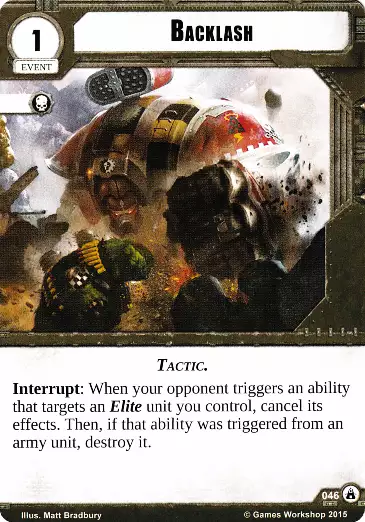 1
EVENT
BACKLASH
TACTIC.
Interrupt: When your opponent triggers an ability
that targets an Elite unit you control, cancel its
effects. Then, if that ability was triggered from an
army unit, destroy it.
046
Illus. Matt Bradbury
© Games Workshop 2015